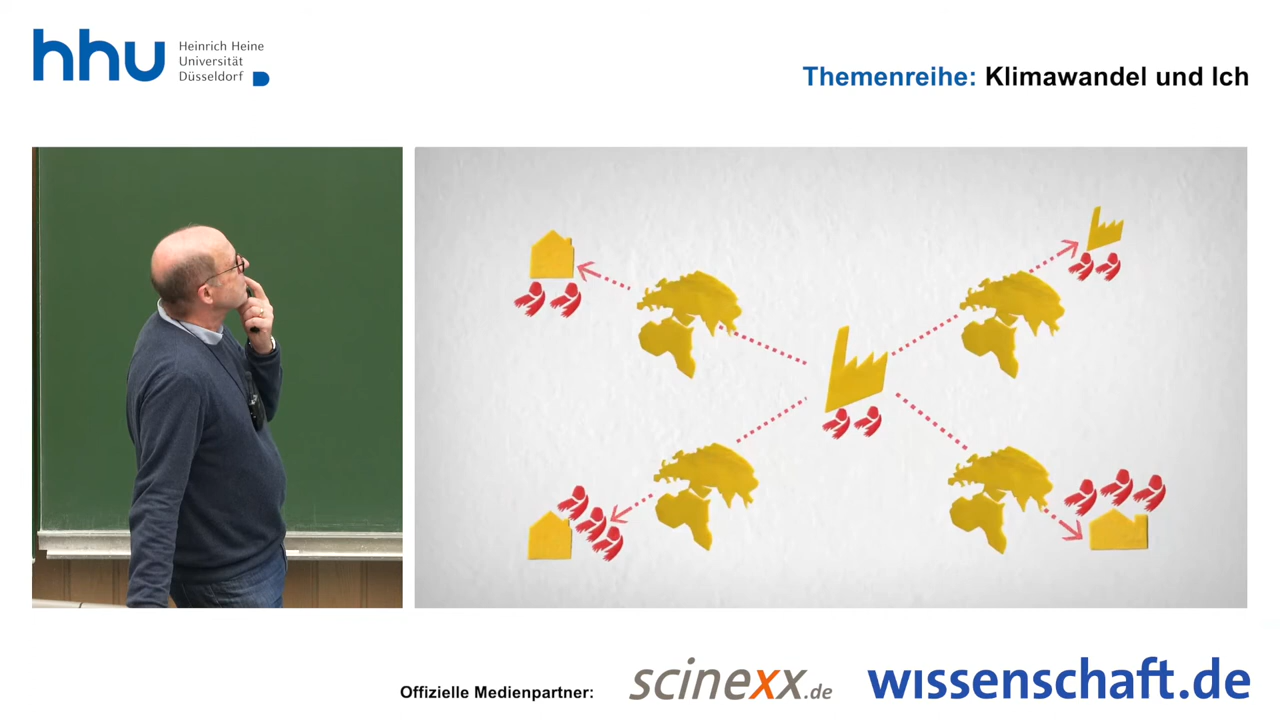 hhu
Heinrich Heine
Universität
Düsseldorf
Themenreihe: Klimawandel und Ich
Offizielle Medienpartner:
scinexx.de
wissenschaft.de